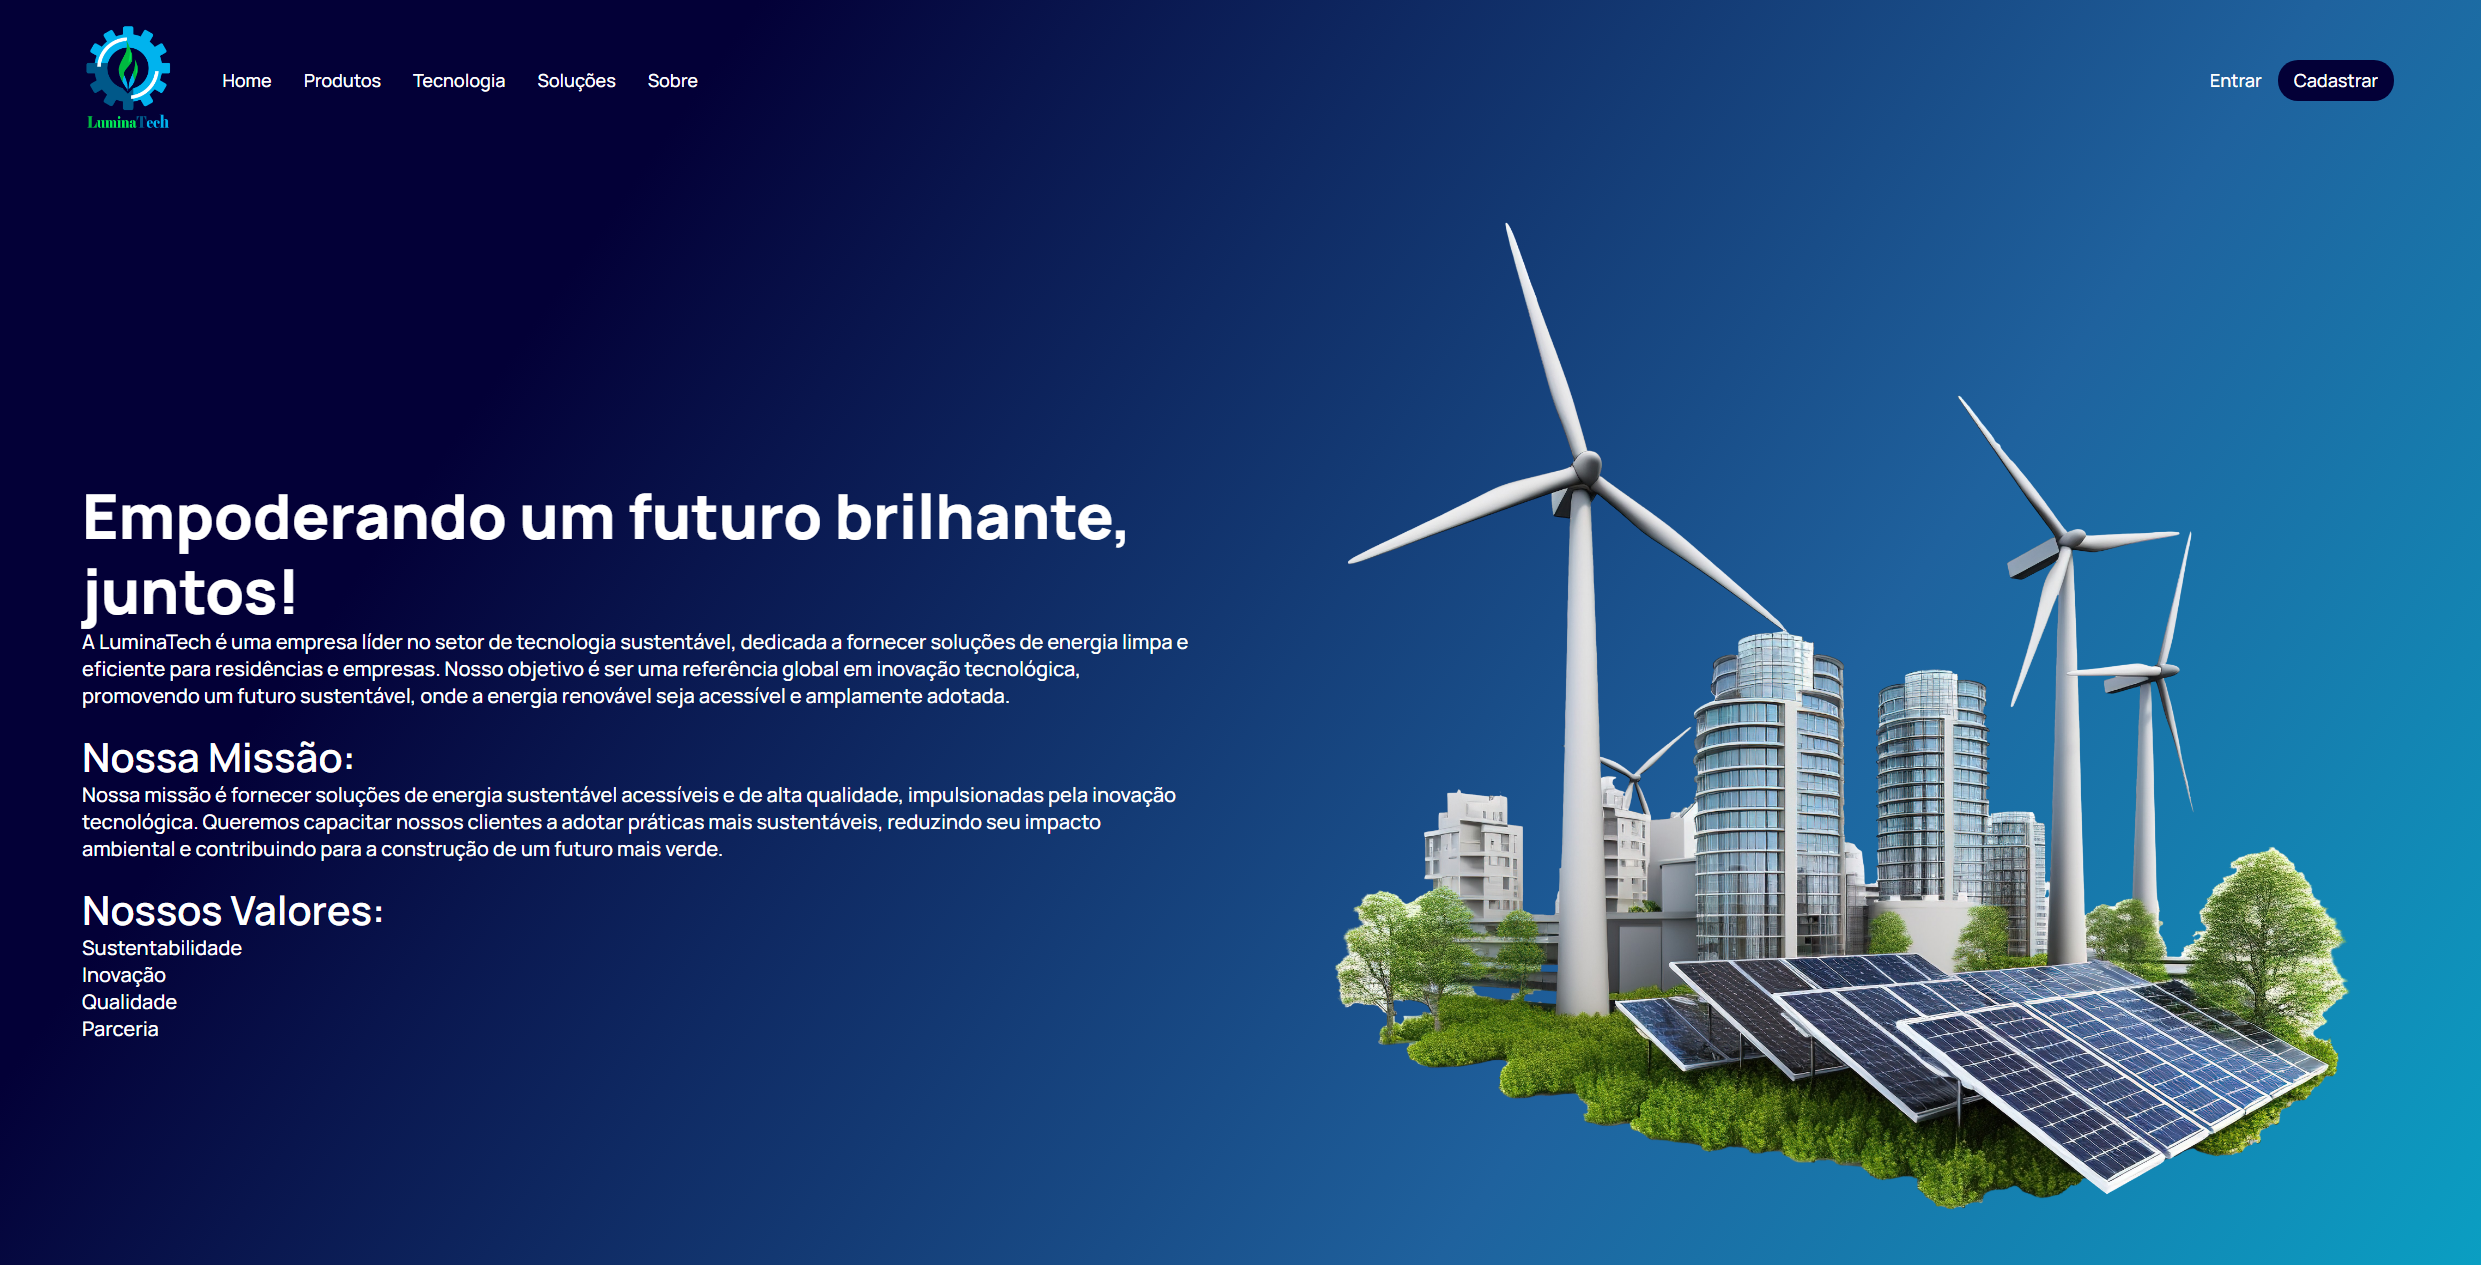 LuminaTech
Home
Produtos
Tecnologia
Soluções
Sobre
Entrar
Cadastrar
Empoderando um futuro brilhante,
juntos!
A LuminaTech é uma empresa líder no setor de tecnologia sustentável, dedicada a fornecer soluções de energia limpa e
eficiente para residências e empresas. Nosso objetivo é ser uma referência global em inovação tecnológica,
promovendo um futuro sustentável, onde a energia renovável seja acessível e amplamente adotada.
Nossa Missão:
Nossa missão é fornecer soluções de energia sustentável acessíveis e de alta qualidade, impulsionadas pela inovação
tecnológica. Queremos capacitar nossos clientes a adotar práticas mais sustentáveis, reduzindo seu impacto
ambiental e contribuindo para a construção de um futuro mais verde.
Nossos Valores:
Sustentabilidade
Inovação
Qualidade
Parceria